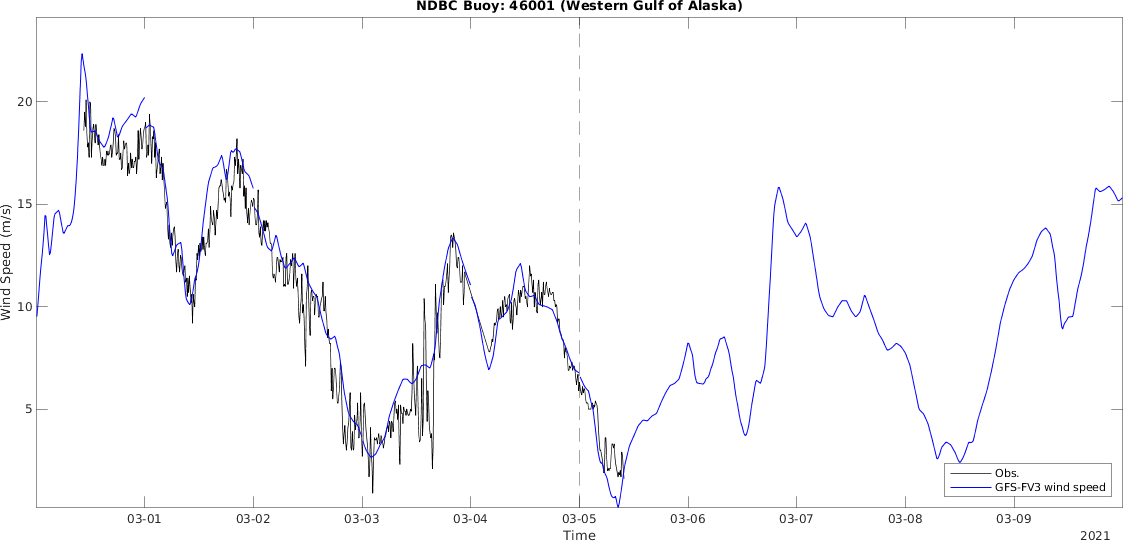 NDBC Buoy: 46001 (Western Gulf of Alaska)
Wind Speed (m/s)
20
15
10
5
Obs.
GFS-FV3 wind speed
03-01 03-02 03-03 03-04 03-05 03-06 03-07 03-08 03-09
Time
2021